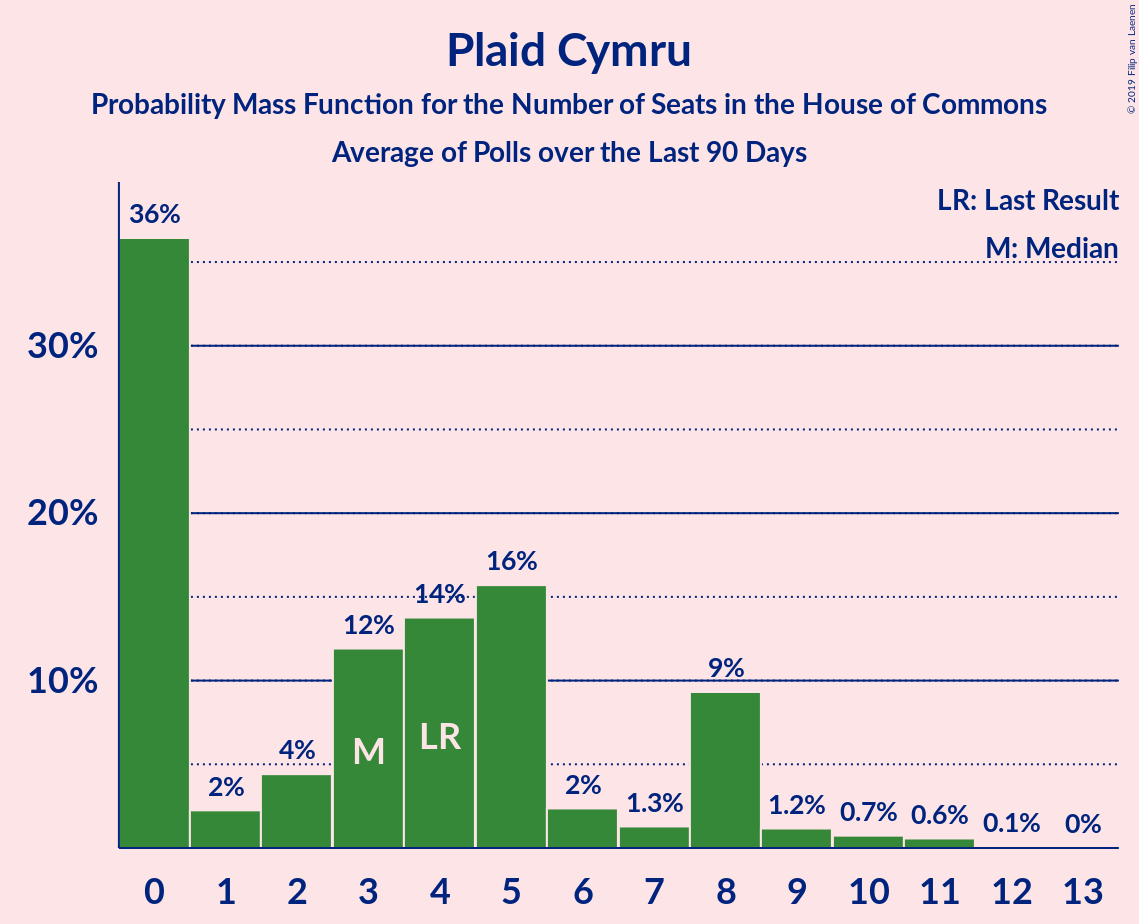 Plaid Cymru
Probability Mass Function for the Number of Seats in the House of Commons
Average of Polls over the Last 90 Days
© 2019 Filip van Laenen
LR: Last Result
M: Median
36%
30%
20%
16%
14%
12%
10%
9%
M
LR
4%
2%
2%
1.3%
1.2%
0.7%
0.6%
0.1%
0%
0 1 2 3 4 5 6 7 8 9 10 11 12 13